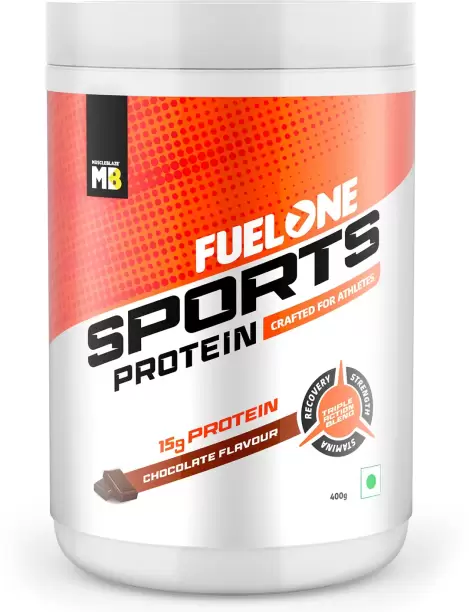 MUSCLEBLAZE
MB
FUELONE
SPORTS
PROTEIN
CRAFTED FOR ATHLETES.
15g PROTEIN
CHOCOLATE FLAVOUR
RECOVERY
STRENGTH
STAMINA
TRIPLE
ACTION
BLEND
400g